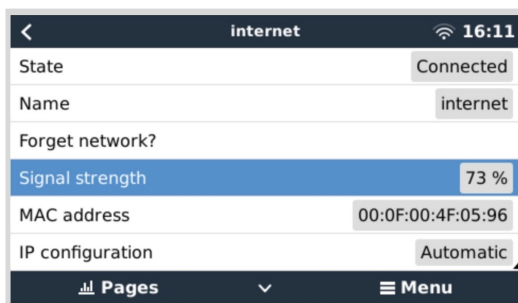 internet 16:11
State Connected
Name internet
Forget network?
Signal strength 73 %
MAC address 00:0F:00:4F:05:96
IP configuration Automatic
Pages Menu